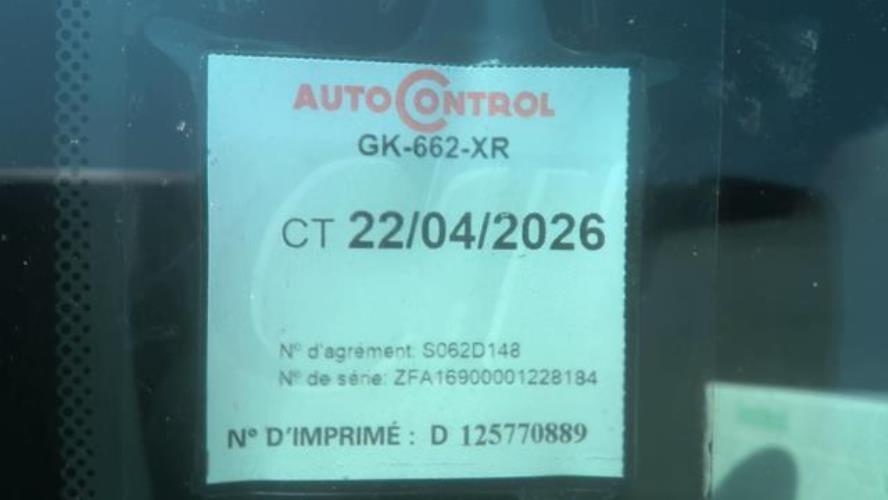 AUTOCONTROL
GK-662-XR
CT 22/04/2026
N° d'agrément: S062D148
N° de série: ZFA16900001228184
N° D'IMPRIMÉ : D 125770889